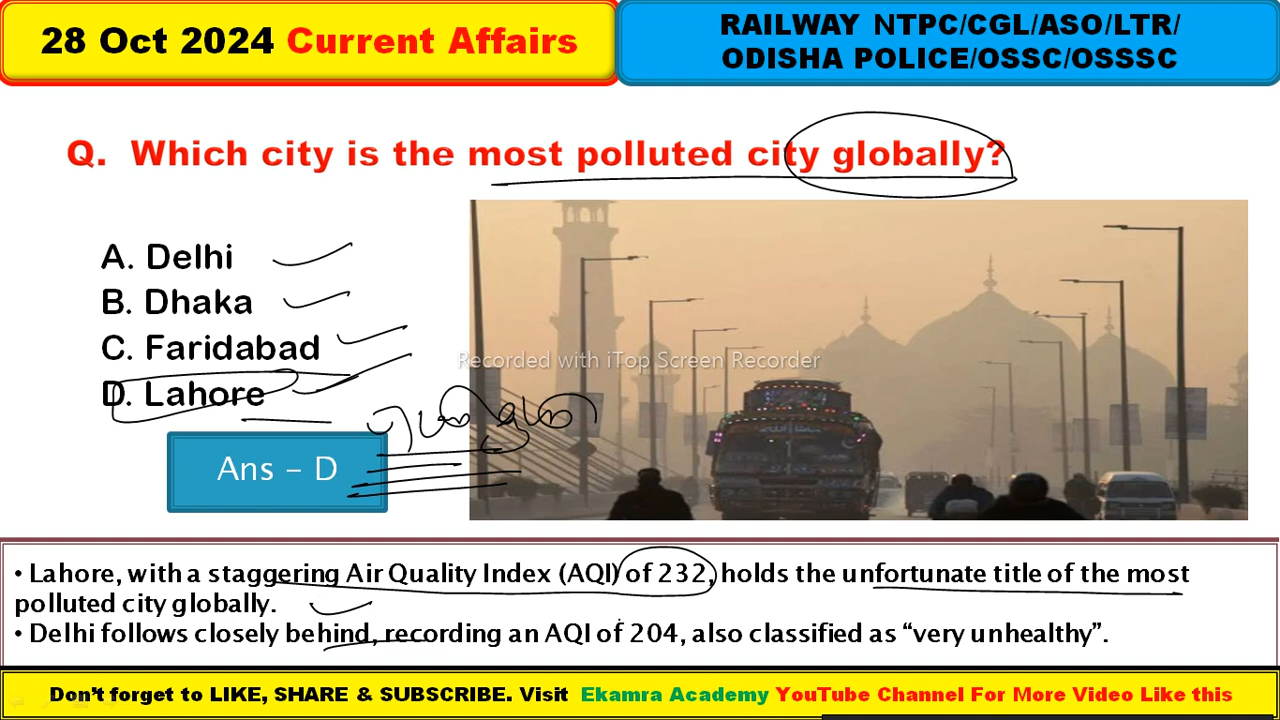 28 Oct 2024 Current Affairs
RAILWAY NTPC/CGL/ASO/LTR/
ODISHA POLICE/OSSC/OSSSC
Q. Which city is the most polluted city globally?
A. Delhi
B. Dhaka
C. Faridabad
D. Lahore
Recorded with iTop Screen Recorder
Ans – D
• Lahore, with a staggering Air Quality Index (AQI) of 232, holds the unfortunate title of the most
polluted city globally.
• Delhi follows closely behind, recording an AQI of 204, also classified as “very unhealthy”.
Don’t forget to LIKE, SHARE & SUBSCRIBE. Visit Ekamra Academy YouTube Channel For More Video Like this